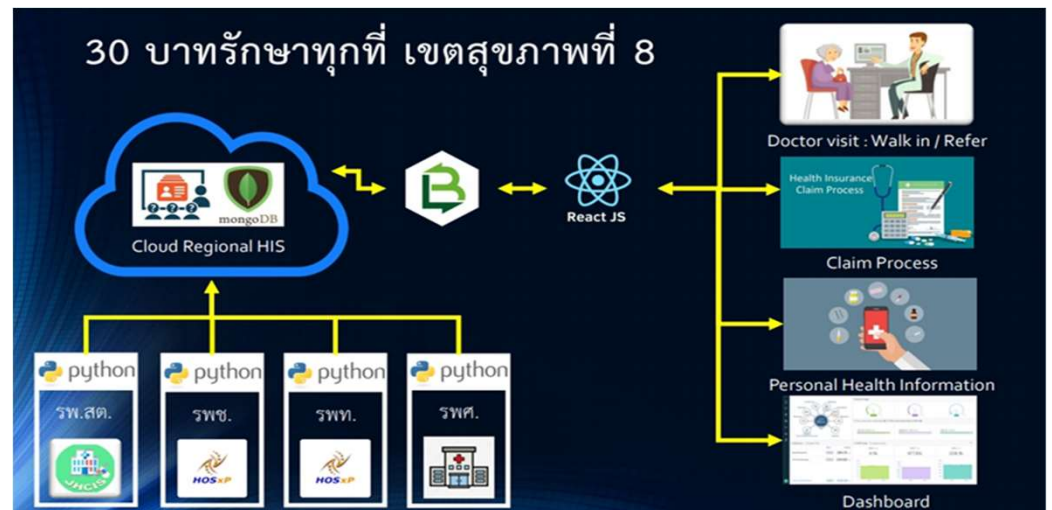 30 บาทรักษาทุกที่ เขตสุขภาพที่ 8
mongoDB
Cloud Regional HIS
React JS
Doctor visit : Walk in / Refer
Health Insurance
Claim Process
Claim Process
Personal Health Information
Dashboard
python
รพ.สต.
JHCIS
python
รพช.
HOSxP
python
รพท.
HOSxP
python
รพศ.